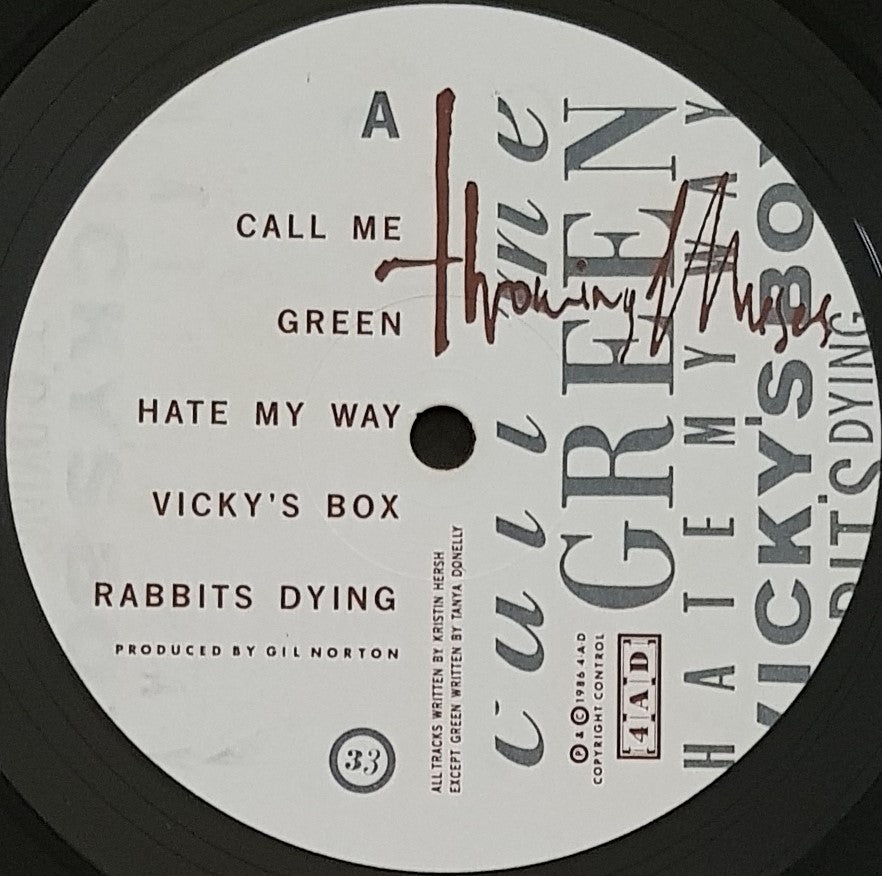 A
CALL ME
GREEN
HATE MY WAY
VICKY'S BOX
RABBITS DYING
PRODUCED BY GIL NORTON
33
Throwing Muses
ALL TRACKS WRITTEN BY KRISTIN HERSH
EXCEPT GREEN WRITTEN BY TANYA DONELLY
call me
GREEN
Ⓟ & © 1986 4·A·D
COPYRIGHT CONTROL
4AD
HATE MY WAY
VICKY'S BOX
DYING